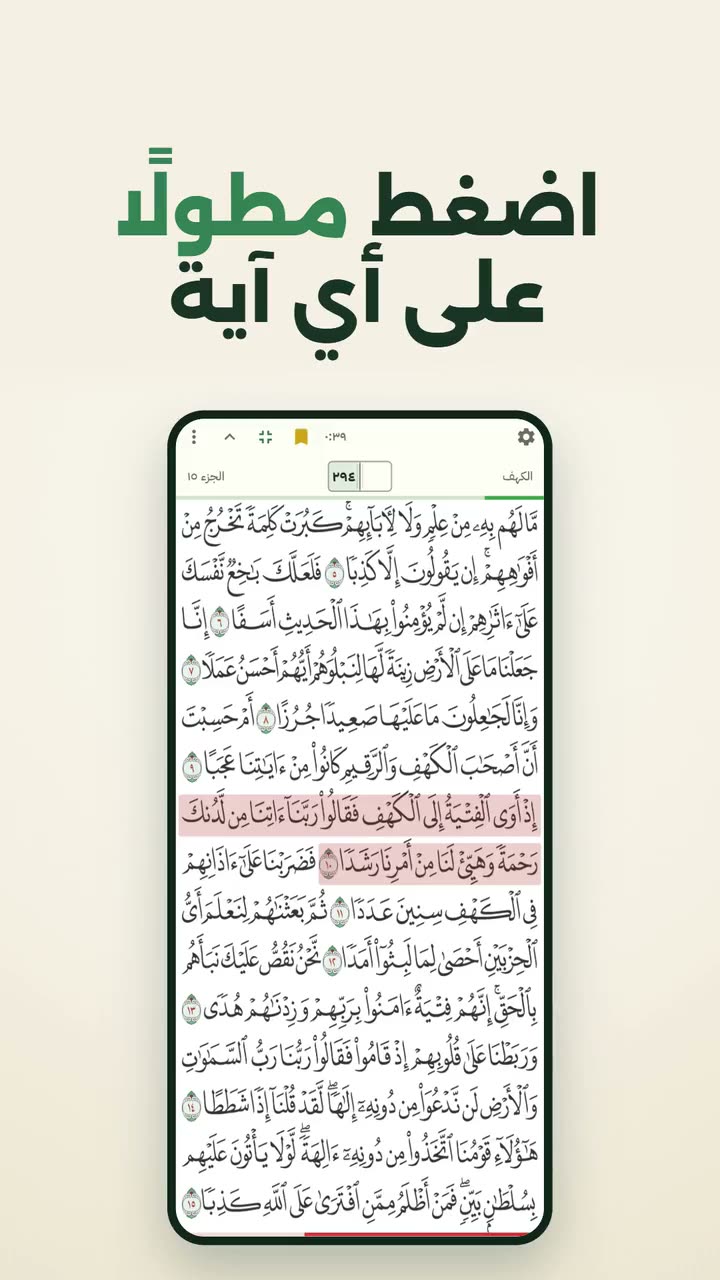 اضغط مطولًا
على أي آية
٠:٣٩
الكهف
٢٩٤
الجزء ١٥
مَّا لَهُم بِهِۦ مِنْ عِلْمٍ وَلَا لِأَبَآئِهِمْۚ كَبُرَتْ كَلِمَةً تَخْرُجُ مِنْ
أَفْوَٰهِهِمْۚ إِن يَقُولُونَ إِلَّا كَذِبًا ٥ فَلَعَلَّكَ بَٰخِعٌ نَّفْسَكَ
عَلَىٰٓ ءَاثَٰرِهِمْ إِن لَّمْ يُؤْمِنُوا۟ بِهَٰذَا ٱلْحَدِيثِ أَسَفًا ٦ إِنَّا
جَعَلْنَا مَا عَلَى ٱلْأَرْضِ زِينَةً لَّهَا لِنَبْلُوَهُمْ أَيُّهُمْ أَحْسَنُ عَمَلًا ٧
وَإِنَّا لَجَٰعِلُونَ مَا عَلَيْهَا صَعِيدًا جُرُزًا ٨ أَمْ حَسِبْتَ
أَنَّ أَصْحَٰبَ ٱلْكَهْفِ وَٱلرَّقِيمِ كَانُوا۟ مِنْ ءَايَٰتِنَا عَجَبًا ٩
إِذْ أَوَى ٱلْفِتْيَةُ إِلَى ٱلْكَهْفِ فَقَالُوا۟ رَبَّنَآ ءَاتِنَا مِن لَّدُنكَ
رَحْمَةً وَهَيِّئْ لَنَا مِنْ أَمْرِنَا رَشَدًا ١٠ فَضَرَبْنَا عَلَىٰٓ ءَاذَانِهِمْ
فِى ٱلْكَهْفِ سِنِينَ عَدَدًا ١١ ثُمَّ بَعَثْنَٰهُمْ لِنَعْلَمَ أَىُّ
ٱلْحِزْبَيْنِ أَحْصَىٰ لِمَا لَبِثُوٓا۟ أَمَدًا ١٢ نَّحْنُ نَقُصُّ عَلَيْكَ نَبَأَهُم
بِٱلْحَقِّۚ إِنَّهُمْ فِتْيَةٌ ءَامَنُوا۟ بِرَبِّهِمْ وَزِدْنَٰهُمْ هُدًى ١٣
وَرَبَطْنَا عَلَىٰ قُلُوبِهِمْ إِذْ قَامُوا۟ فَقَالُوا۟ رَبُّنَا رَبُّ ٱلسَّمَٰوَٰتِ
وَٱلْأَرْضِ لَن نَّدْعُوَا۟ مِن دُونِهِۦٓ إِلَٰهًاۖ لَّقَدْ قُلْنَآ إِذًا شَطَطًا ١٤
هَٰٓؤُلَآءِ قَوْمُنَا ٱتَّخَذُوا۟ مِن دُونِهِۦٓ ءَالِهَةًۖ لَّوْلَا يَأْتُونَ عَلَيْهِم
بِسُلْطَٰنٍۭ بَيِّنٍۖ فَمَنْ أَظْلَمُ مِمَّنِ ٱفْتَرَىٰ عَلَى ٱللَّهِ كَذِبًا ١٥